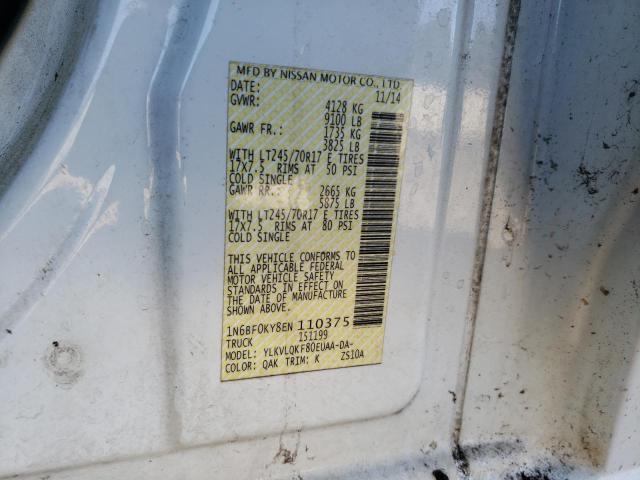 MFD BY NISSAN MOTOR CO., LTD
DATE: 11/14
GVWR: 4128 KG
9100 LB
GAWR FR.: 1735 KG
3825 LB
WITH LT245/70R17 E TIRES
17X7.5 RIMS AT 50 PSI
COLD SINGLE
GAWR RR.: 2665 KG
5875 LB
WITH LT245/70R17 E TIRES
17X7.5 RIMS AT 80 PSI
COLD SINGLE
THIS VEHICLE CONFORMS TO
ALL APPLICABLE FEDERAL
MOTOR VEHICLE SAFETY
STANDARDS IN EFFECT ON
THE DATE OF MANUFACTURE
SHOWN ABOVE.
1N6BF0KY8EN 110375
TRUCK 1S1199
MODEL: YLKVLQKF80EUAA-DA-
COLOR: QAK TRIM: K ZS10A